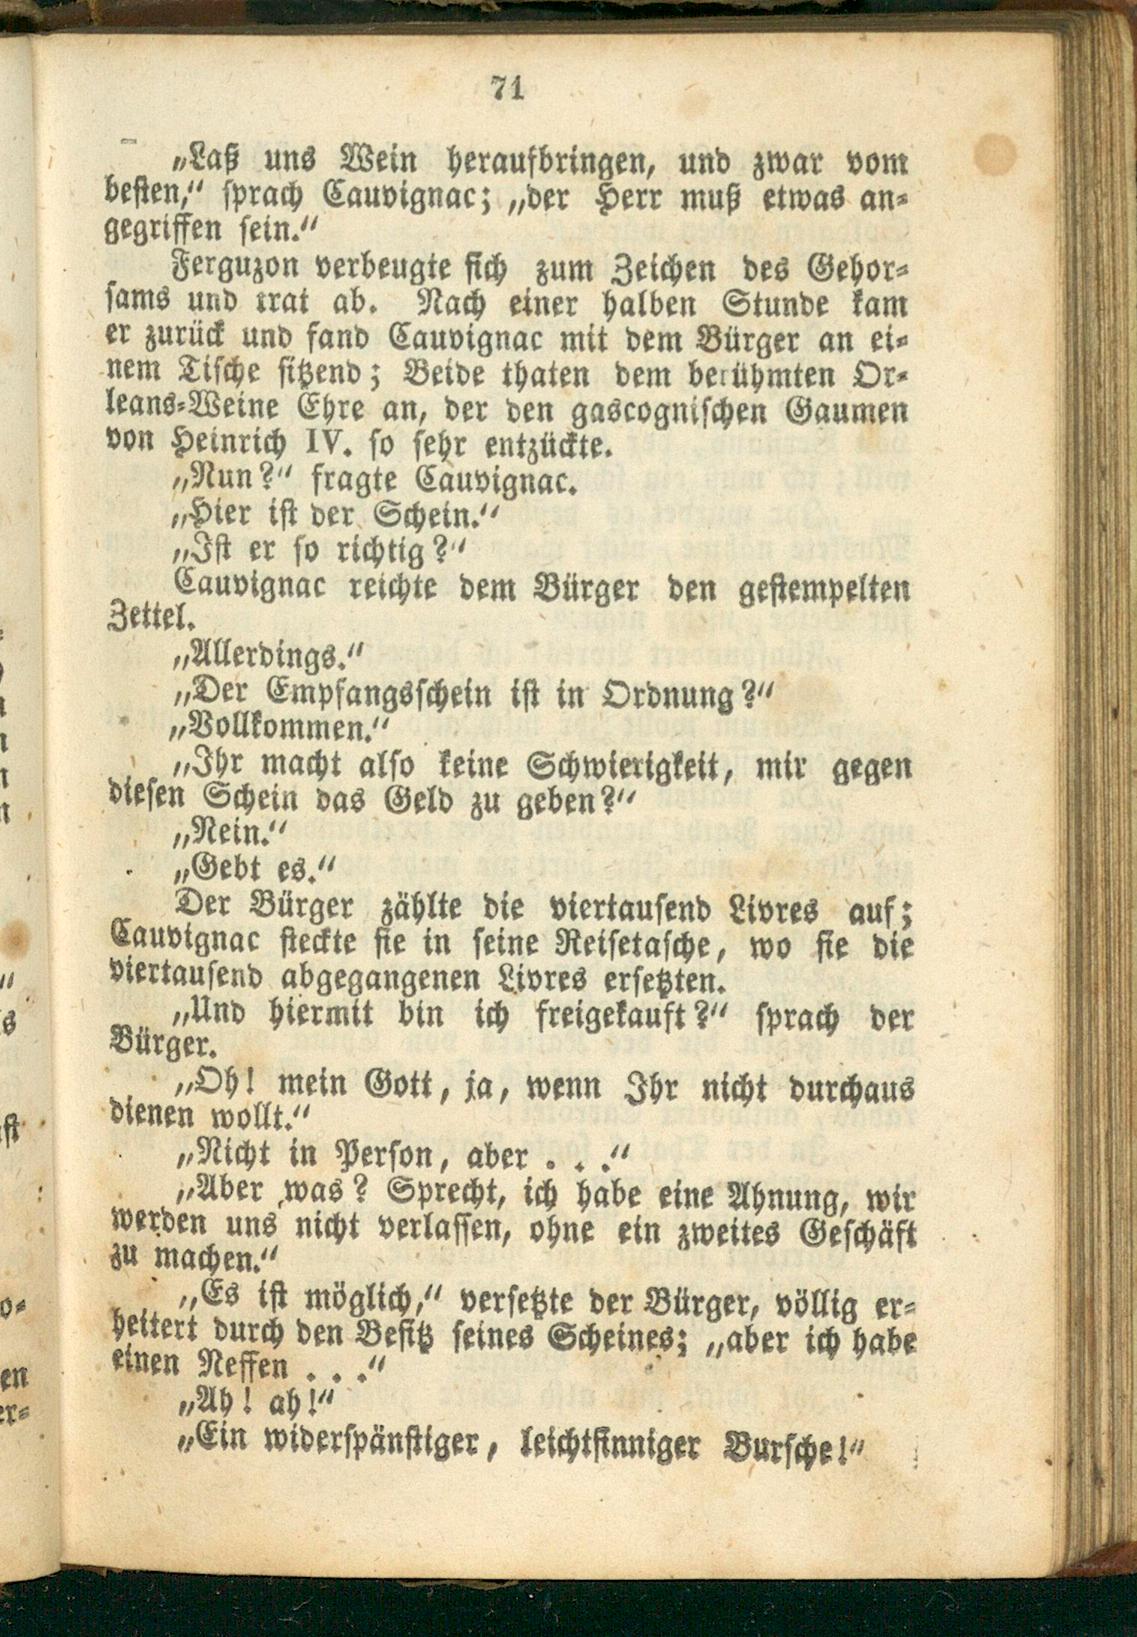 71
„Laß uns Wein heraufbringen, und zwar vom
besten,“ sprach Cauvignac; „der Herr muß etwas an-
gegriffen sein.“
Ferguzon verbeugte sich zum Zeichen des Gehor-
sams und trat ab. Nach einer halben Stunde kam
er zurück und fand Cauvignac mit dem Bürger an ei-
nem Tische sitzend; Beide thaten dem berühmten Or-
leans-Weine Ehre an, der den gascognischen Gaumen
von Heinrich IV. so sehr entzückte.
„Nun?“ fragte Cauvignac.
„Hier ist der Schein.“
„Ist er so richtig?“
Cauvignac reichte dem Bürger den gestempelten
Zettel.
„Allerdings.“
„Der Empfangsschein ist in Ordnung?“
„Vollkommen.“
„Ihr macht also keine Schwierigkeit, mir gegen
diesen Schein das Geld zu geben?“
„Nein.“
„Gebt es.“
Der Bürger zählte die viertausend Livres auf;
Cauvignac steckte sie in seine Reisetasche, wo sie die
viertausend abgegangenen Livres ersetzten.
„Und hiermit bin ich freigekauft?“ sprach der
Bürger.
„Oh! mein Gott, ja, wenn Ihr nicht durchaus
dienen wollt.“
„Nicht in Person, aber . . .“
„Aber was? Sprecht, ich habe eine Ahnung, wir
werden uns nicht verlassen, ohne ein zweites Geschäft
zu machen.“
„Es ist möglich,“ versetzte der Bürger, völlig er-
heitert durch den Besitz seines Scheines; „aber ich habe
einen Neffen . . .“
„Ah! ah!“
„Ein widerspänstiger, leichtsinniger Bursche!“